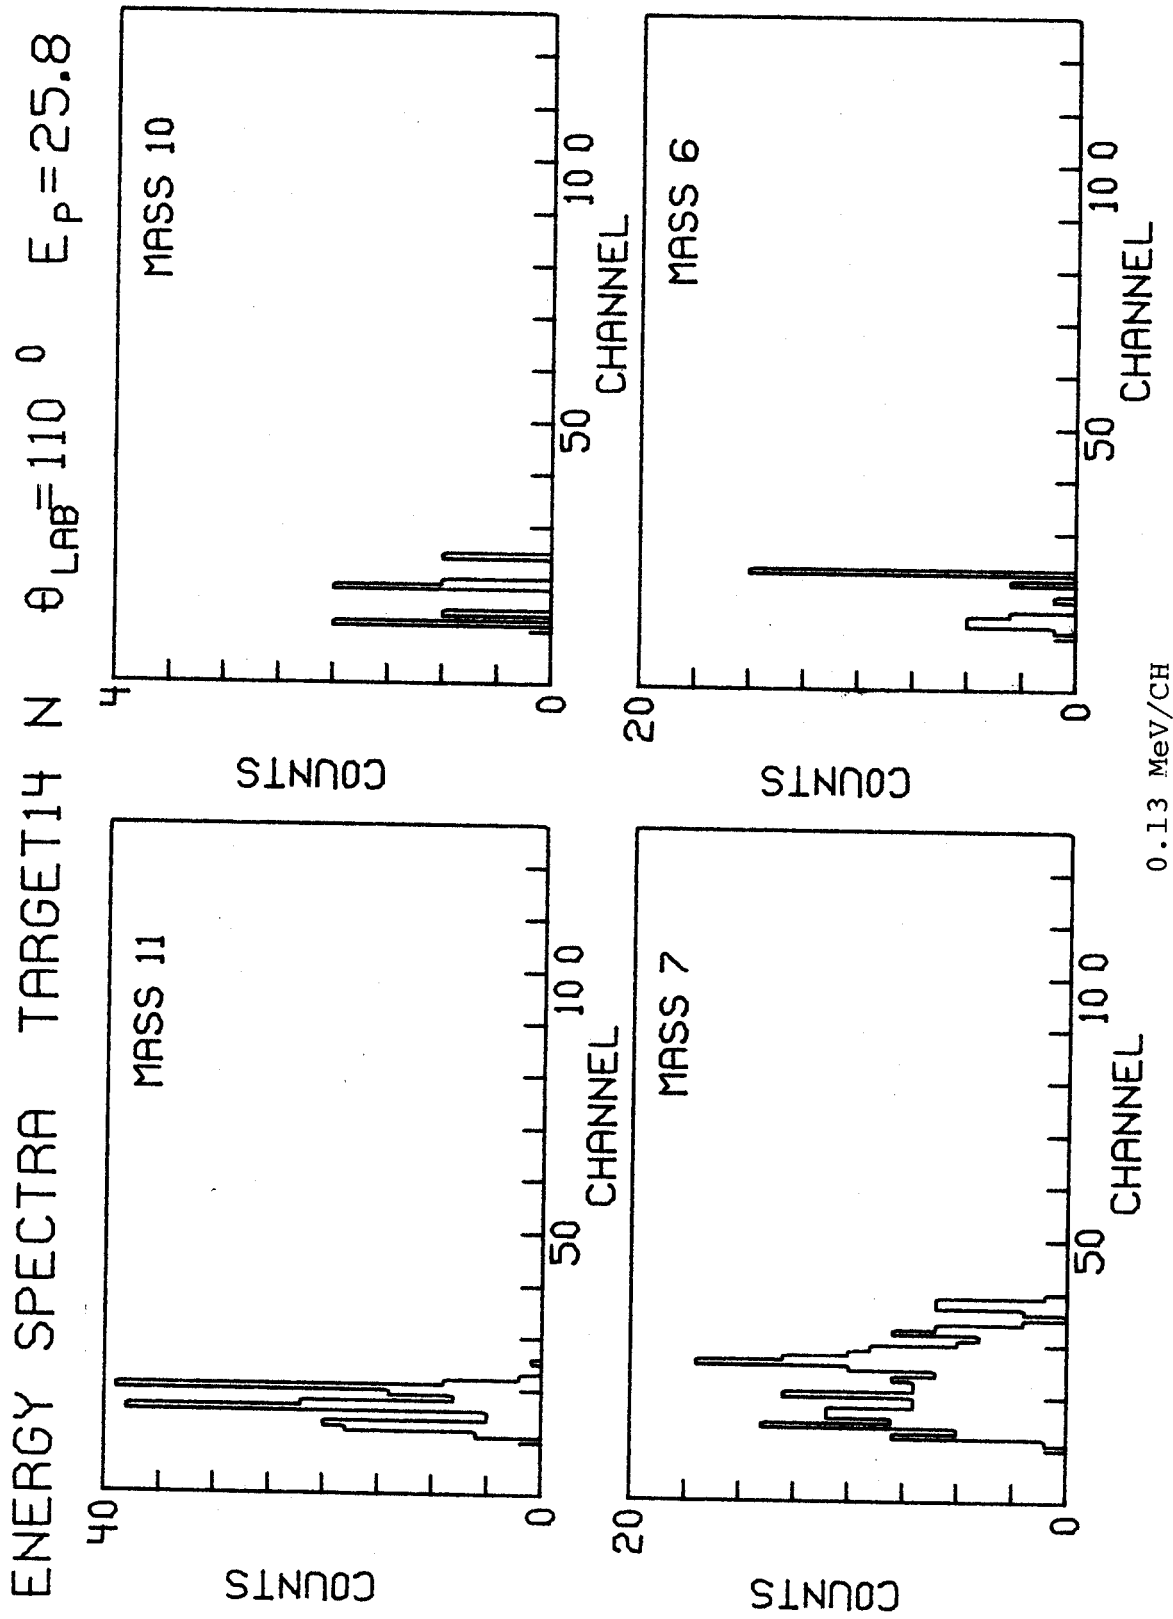 ENERGY SPECTRA TARGET14 N θLAB=110 0 EP=25.8
40
0
COUNTS
MASS 11
50
10 0
CHANNEL
4
0
COUNTS
MASS 10
50
10 0
CHANNEL
20
0
COUNTS
MASS 7
50
10 0
CHANNEL
20
0
COUNTS
MASS 6
50
10 0
CHANNEL
0.13 MeV/CH